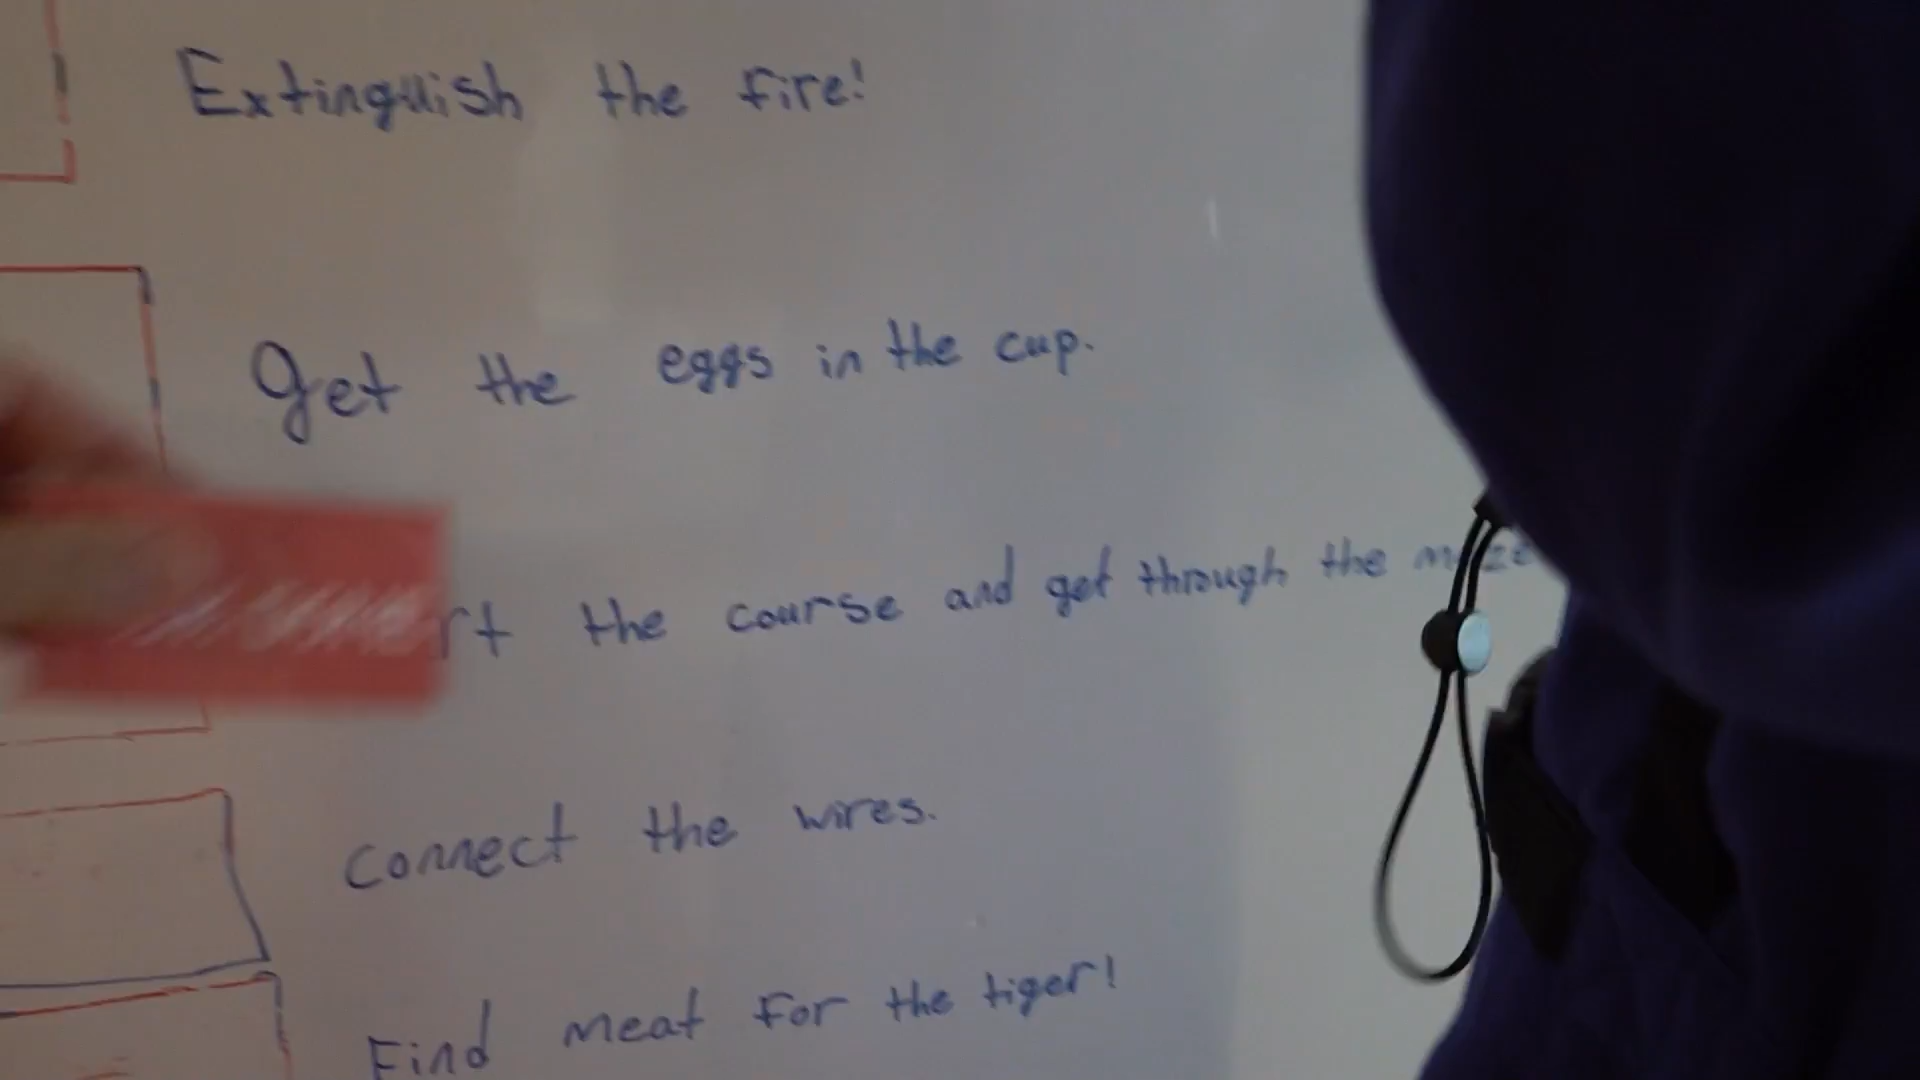 Extinguish the fire!
Get the eggs in the cup.
rt the course and get through the
connect the wires.
Find meat for the tiger!